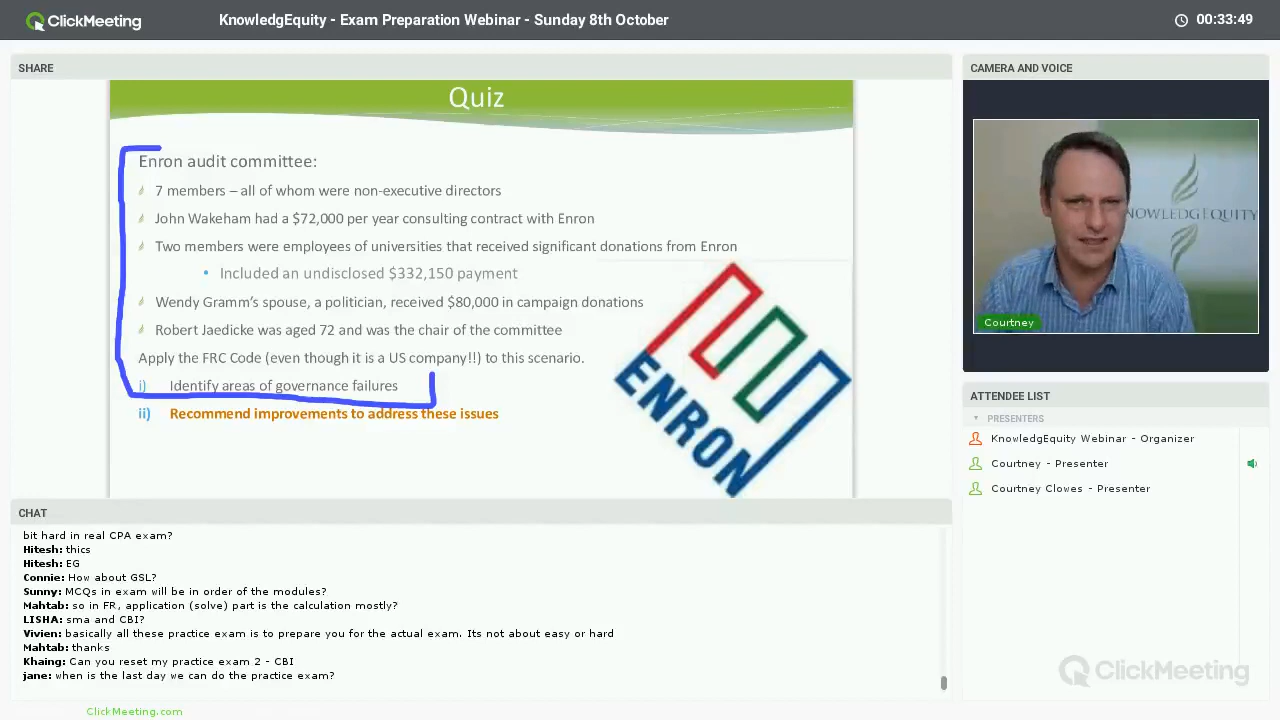 ClickMeeting
KnowledgEquity - Exam Preparation Webinar - Sunday 8th October
00:33:49
SHARE
Quiz
Enron audit committee:
7 members – all of whom were non-executive directors
John Wakeham had a $72,000 per year consulting contract with Enron
Two members were employees of universities that received significant donations from Enron
Included an undisclosed $332,150 payment
Wendy Gramm's spouse, a politician, received $80,000 in campaign donations
Robert Jaedicke was aged 72 and was the chair of the committee
Apply the FRC Code (even though it is a US company!!) to this scenario.
i) Identify areas of governance failures
ii) Recommend improvements to address these issues
ENRON
CAMERA AND VOICE
NOWLEDGEQUITY
Courtney
ATTENDEE LIST
PRESENTERS
KnowledgEquity Webinar - Organizer
Courtney - Presenter
Courtney Clowes - Presenter
CHAT
bit hard in real CPA exam?
Hitesh: thics
Hitesh: EG
Connie: How about GSL?
Sunny: MCQs in exam will be in order of the modules?
Mahtab: so in FR, application (solve) part is the calculation mostly?
LISHA: sma and CBI?
Vivien: basically all these practice exam is to prepare you for the actual exam. Its not about easy or hard
Mahtab: thanks
Khaing: Can you reset my practice exam 2 - CBI
jane: when is the last day we can do the practice exam?
ClickMeeting
ClickMeeting.com